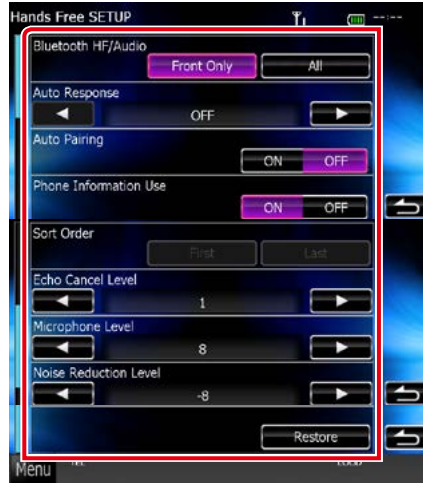 Hands Free SETUP --:--
Bluetooth HF/Audio
Front Only All
Auto Response
OFF
Auto Pairing
ON OFF
Phone Information Use
ON OFF
Sort Order
First Last
Echo Cancel Level
1
Microphone Level
8
Noise Reduction Level
-8
Restore
Menu